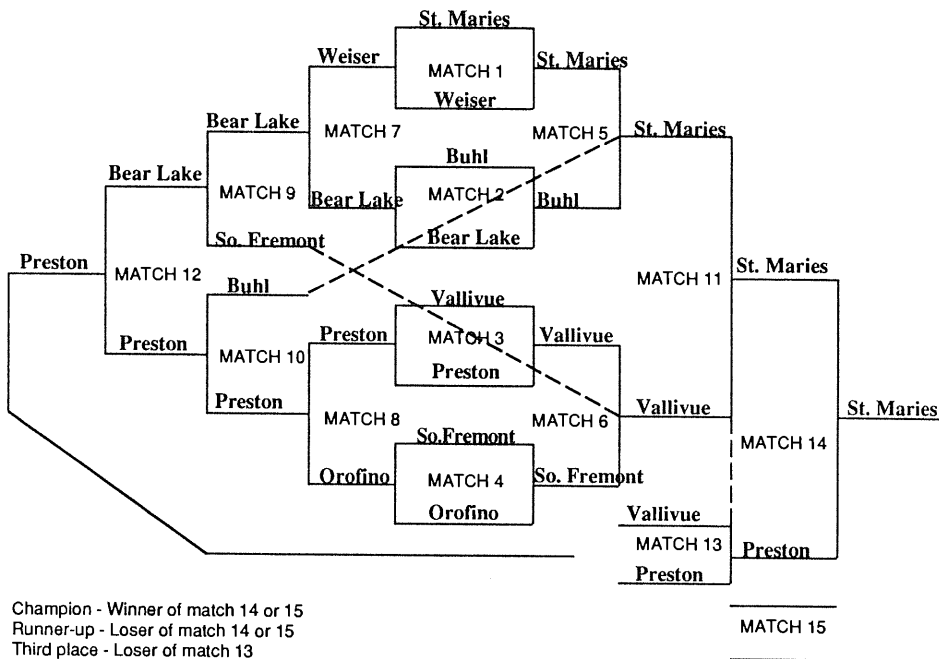 St. Maries
Weiser
MATCH 1
St. Maries
Weiser
Bear Lake
MATCH 7
MATCH 5
St. Maries
Buhl
Bear Lake
MATCH 9
Bear Lake
MATCH 2
Buhl
So. Fremont
Bear Lake
Preston
MATCH 12
MATCH 11
St. Maries
Buhl
Vallivue
Preston
MATCH 3
Vallivue
Preston
MATCH 10
Preston
Preston
MATCH 8
MATCH 6
Vallivue
St. Maries
So.Fremont
MATCH 14
Orofino
MATCH 4
So. Fremont
Orofino
Vallivue
MATCH 13
Preston
Preston
Champion - Winner of match 14 or 15
Runner-up - Loser of match 14 or 15
Third place - Loser of match 13
MATCH 15